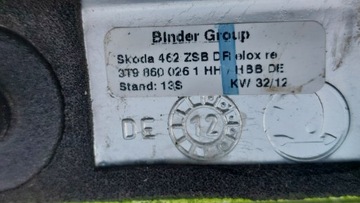 Binder Group
Skoda 462 ZSB DR elox re
3T9 860 026 1 HH / HBB DE
Stand: 13S KW 32/12
DE 12